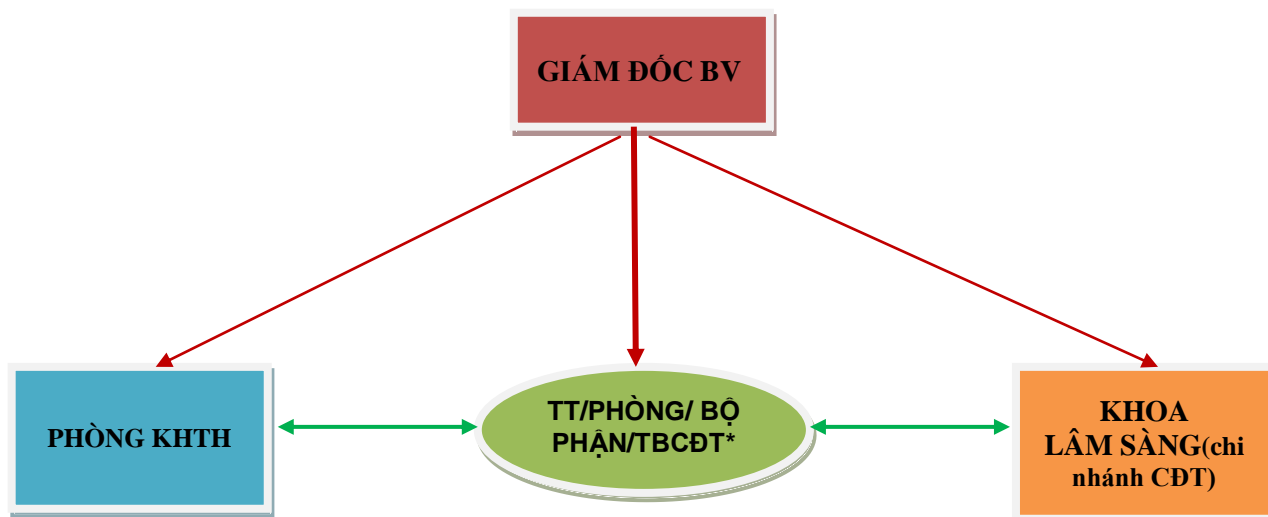 GIÁM ĐỐC BV
PHÒNG KHTH
TT/PHÒNG/ BỘ
PHẬN/TBCĐT*
KHOA
LÂM SÀNG(chi
nhánh CĐT)